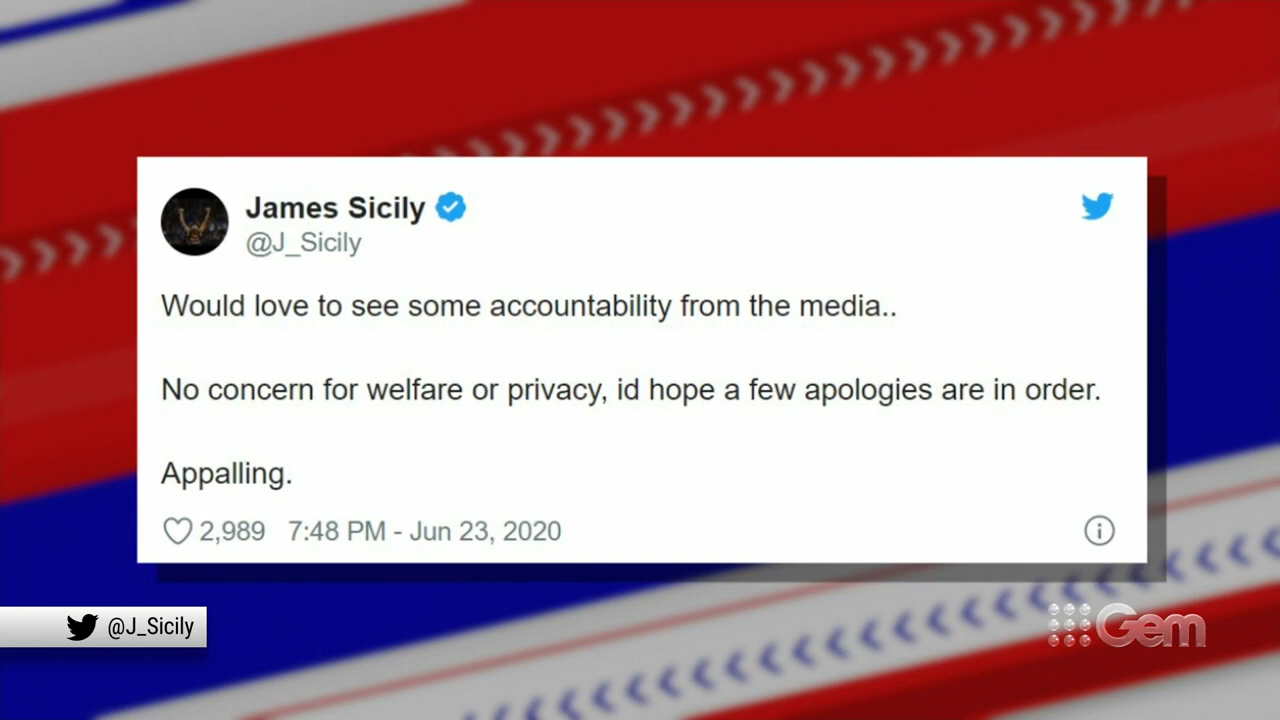 James Sicily
@J_Sicily
Would love to see some accountability from the media..
No concern for welfare or privacy, id hope a few apologies are in order.
Appalling.
2,989 7:48 PM - Jun 23, 2020
@J_Sicily
Gem